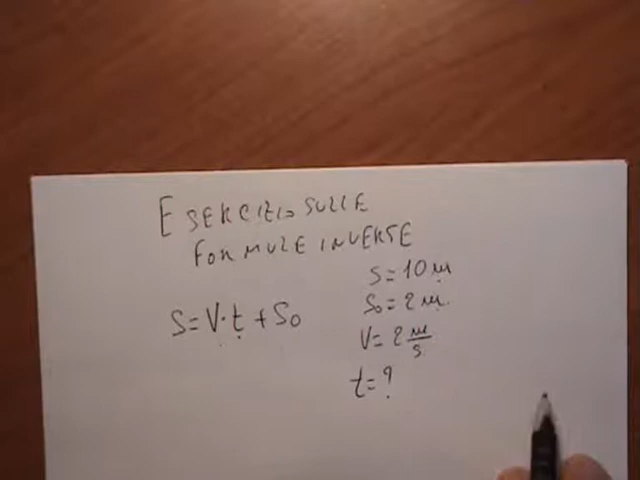 ESERCIZIO SULLE
FORMULE INVERSE
S = 10 m
S₀ = 2 m
S = V · t + S₀
V = 2 m/s
t = ?